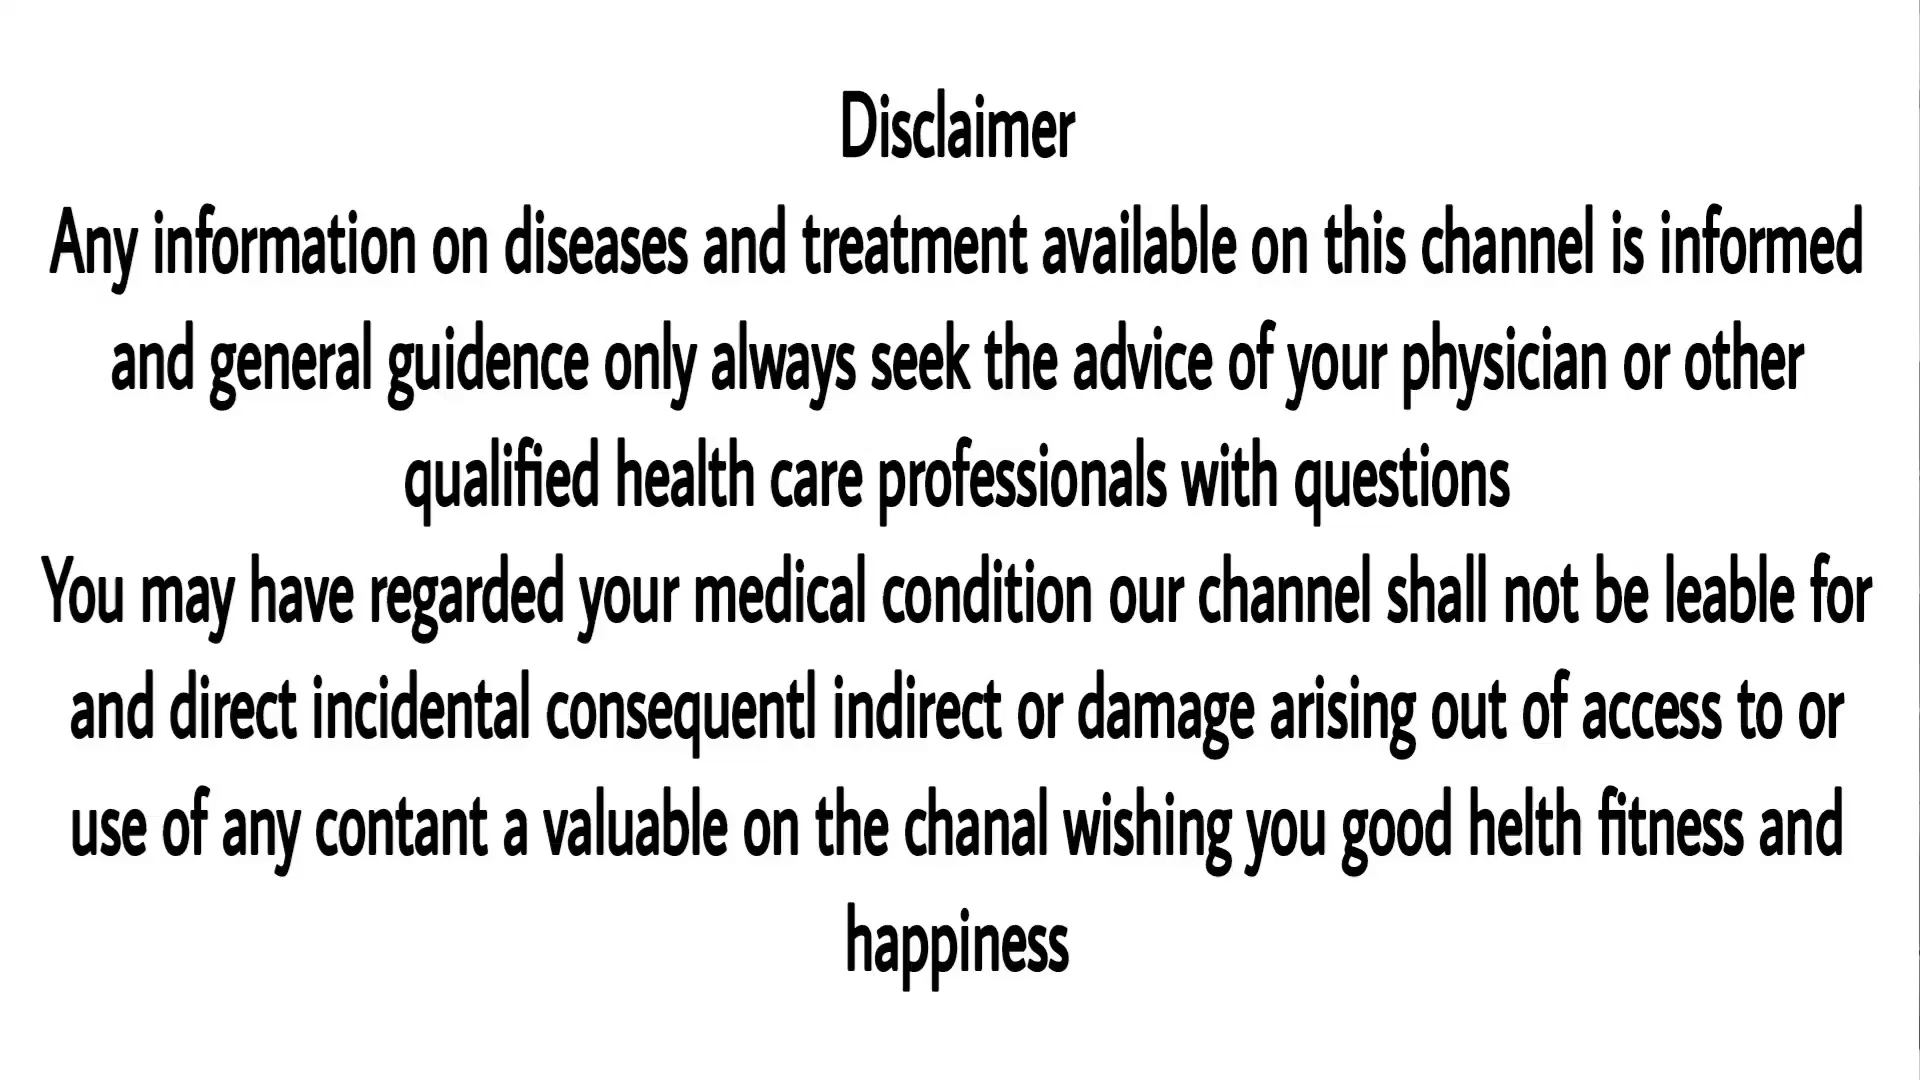 Disclaimer
Any information on diseases and treatment available on this channel is informed
and general guidence only always seek the advice of your physician or other
qualified health care professionals with questions
You may have regarded your medical condition our channel shall not be leable for
and direct incidental consequentl indirect or damage arising out of access to or
use of any contant a valuable on the chanal wishing you good helth fitness and
happiness